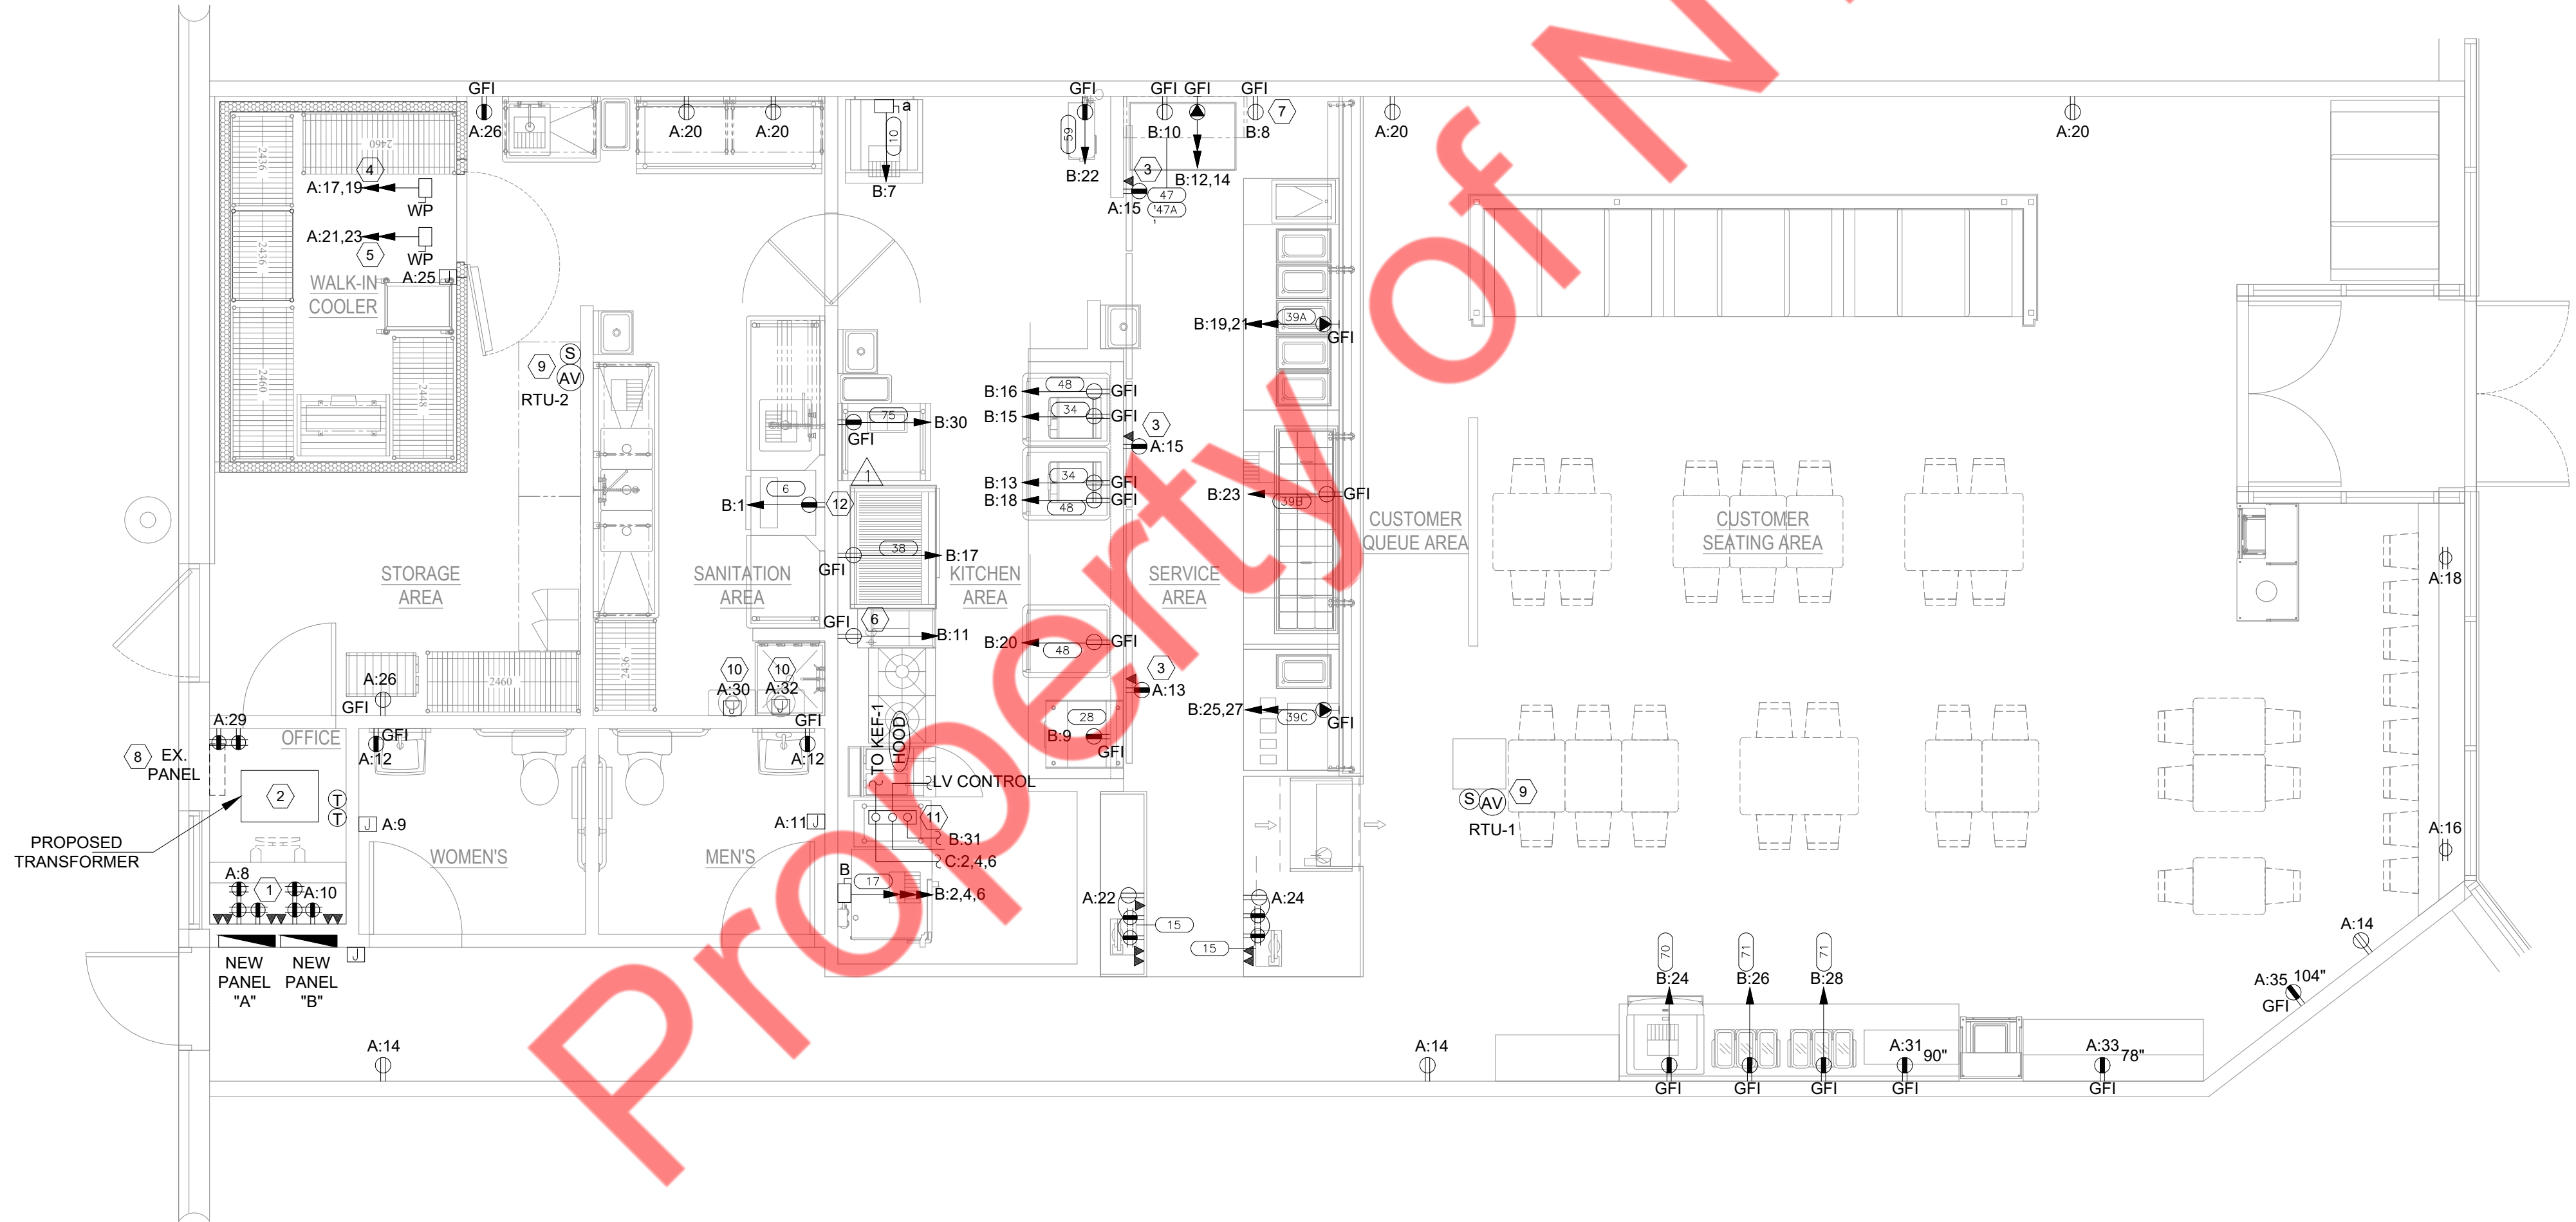 Property of N
GFI
A:26
A:20
A:20
a
10
B:7
GFI
59
B:22
GFI
B:10
GFI
B:12,14
GFI
B:8
7
A:20
A:20
3
A:15
47
47A
2436
2460
4
A:17,19
WP
2436
A:21,23
WP
5
A:25
J
WALK-IN
COOLER
2460
2448
9
S
AV
RTU-2
B:19,21
39A
GFI
B:16
48
GFI
B:15
34
GFI
75
GFI
B:30
3
A:15
1
B:13
34
GFI
B:18
48
GFI
B:23
39B
GFI
6
B:1
12
38
GFI
B:17
CUSTOMER
QUEUE AREA
CUSTOMER
SEATING AREA
STORAGE
AREA
SANITATION
AREA
KITCHEN
AREA
SERVICE
AREA
A:18
GFI
6
B:11
B:20
48
GFI
3
A:13
2460
2436
10
A:30
J
10
A:32
J
A:26
GFI
B:25,27
39C
GFI
28
B:9
GFI
A:29
OFFICE
8
EX.
PANEL
GFI
A:12
GFI
A:12
TO KEF-1
HOOD
LV CONTROL
2
T
T
PROPOSED
TRANSFORMER
J
A:9
A:11
J
11
B:31
C:2,4,6
S
AV
9
RTU-1
A:16
WOMEN'S
MEN'S
A:8
1
A:10
B
17
B:2,4,6
A:22
15
A:24
15
NEW
PANEL
"A"
NEW
PANEL
"B"
J
A:14
A:14
70
B:24
GFI
71
B:26
GFI
71
B:28
GFI
A:31
90"
GFI
A:33
78"
GFI
A:14
A:35
104"
GFI